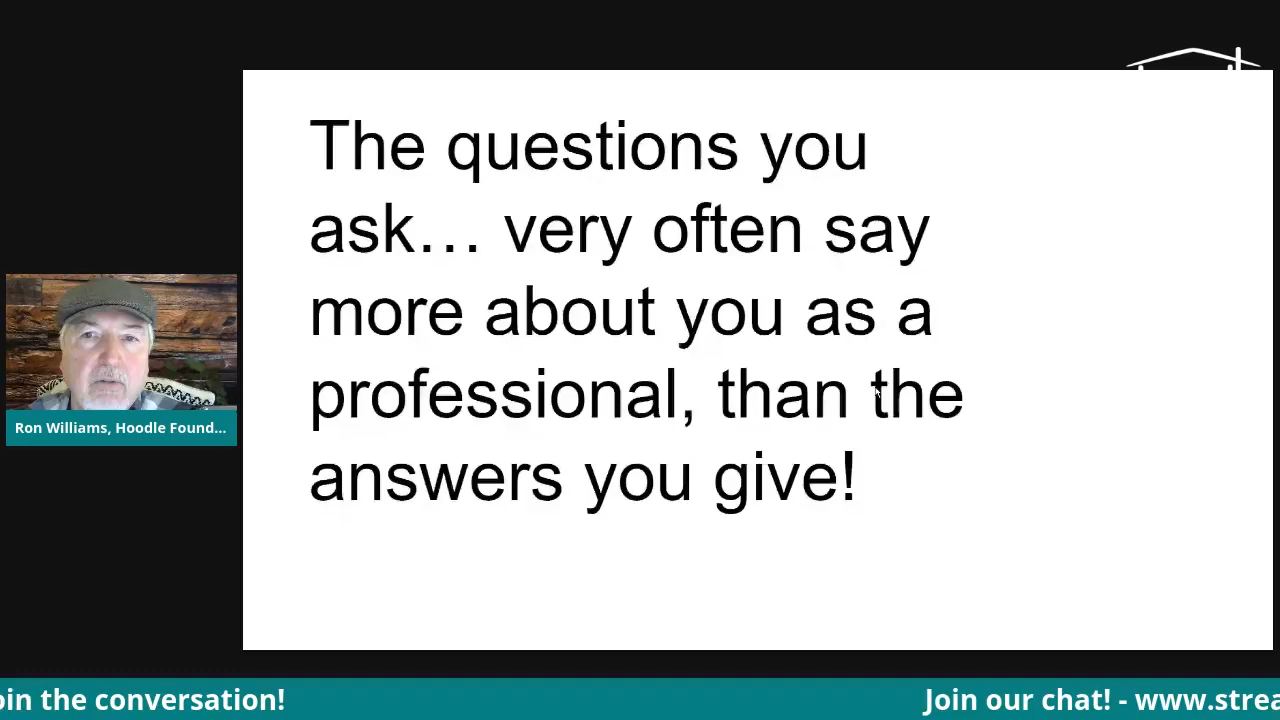 The questions you
ask… very often say
more about you as a
professional, than the
answers you give!
Ron Williams, Hoodle Found...
oin the conversation!
Join our chat! - www.strea